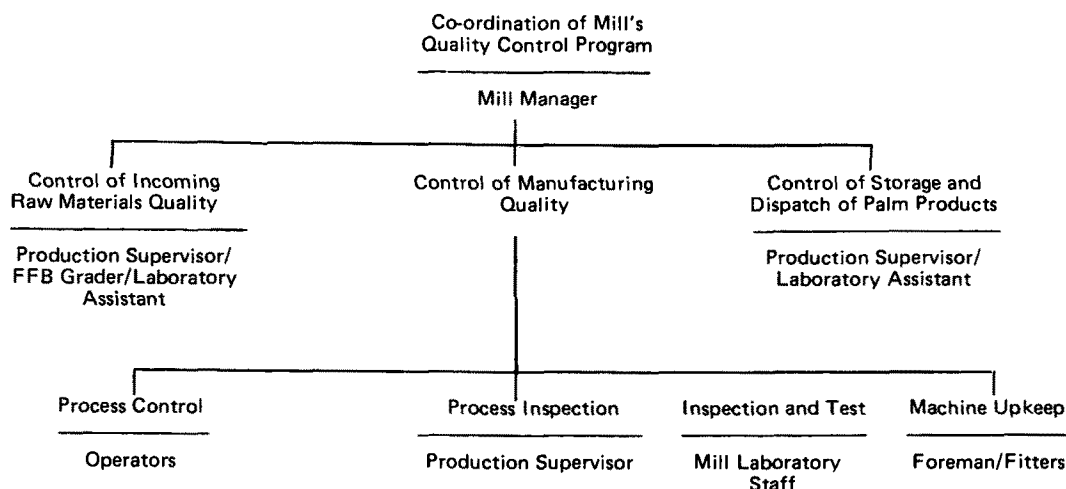 Co-ordination of Mill's
Quality Control Program
Mill Manager
Control of Incoming
Raw Materials Quality
Production Supervisor/
FFB Grader/Laboratory
Assistant
Control of Manufacturing
Quality
Control of Storage and
Dispatch of Palm Products
Production Supervisor/
Laboratory Assistant
Process Control
Operators
Process Inspection
Production Supervisor
Inspection and Test
Mill Laboratory
Staff
Machine Upkeep
Foreman/Fitters